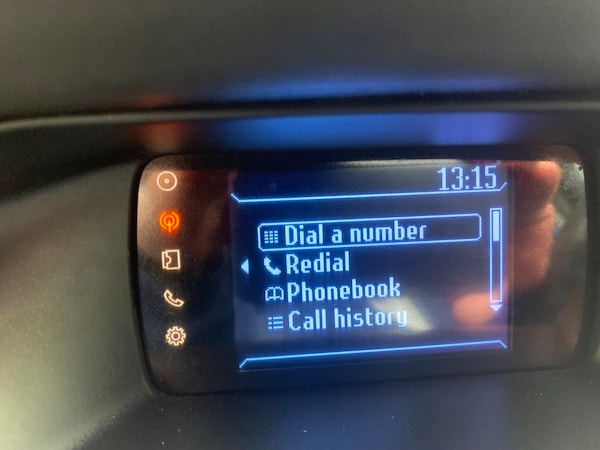 13:15
Dial a number
Redial
Phonebook
Call history